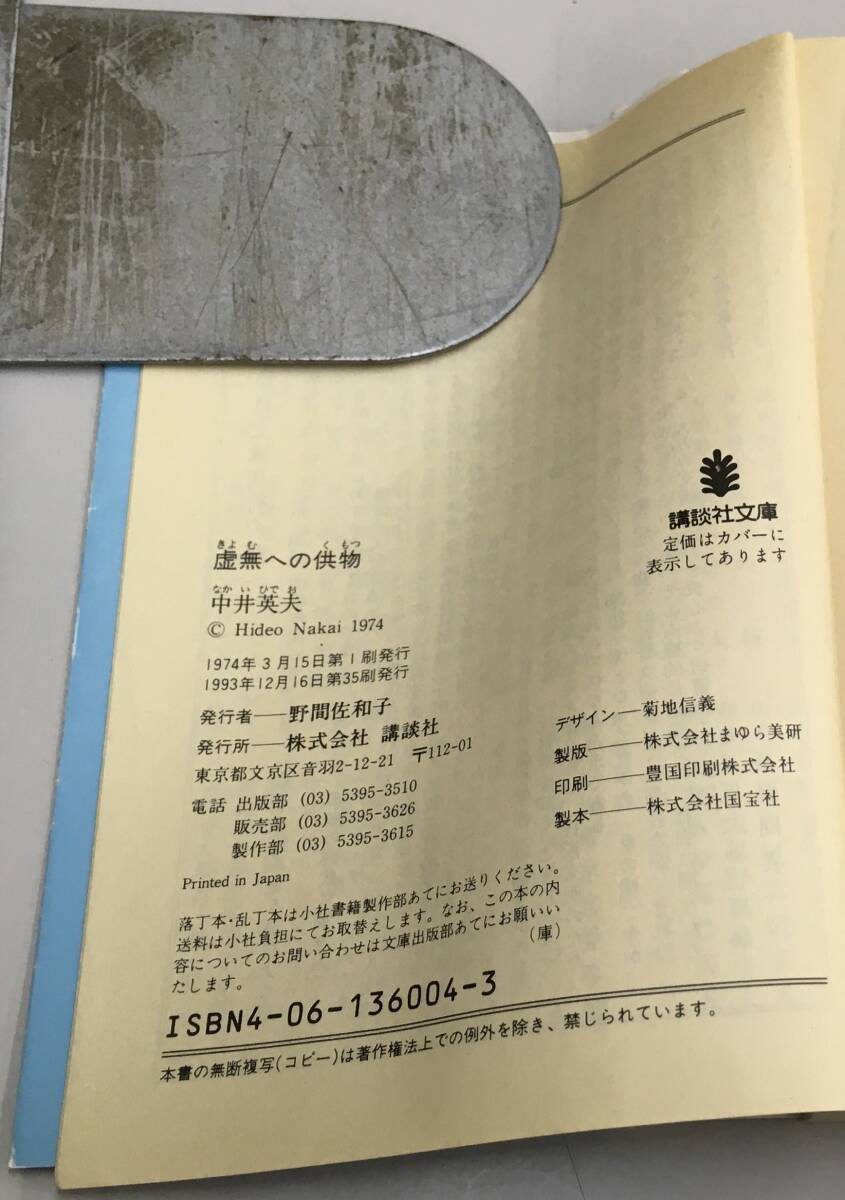 講談社文庫
定価はカバーに
表示してあります
きよ む く もつ
虚無への供物
なか い ひで お
中井英夫
© Hideo Nakai 1974
1974年3月15日第1刷発行
1993年12月16日第35刷発行
発行者──野間佐和子
発行所──株式会社 講談社
東京都文京区音羽2-12-21 〒112-01
電話 出版部 (03) 5395-3510
販売部 (03) 5395-3626
製作部 (03) 5395-3615
Printed in Japan
デザイン─菊地信義
製版───株式会社まゆら美研
印刷───豊国印刷株式会社
製本───株式会社国宝社
落丁本・乱丁本は小社書籍製作部あてにお送りください。
送料は小社負担にてお取替えします。なお、この本の内
容についてのお問い合わせは文庫出版部あてにお願いい
たします。 (庫)
ISBN4-06-136004-3
本書の無断複写(コピー)は著作権法上での例外を除き、禁じられています。